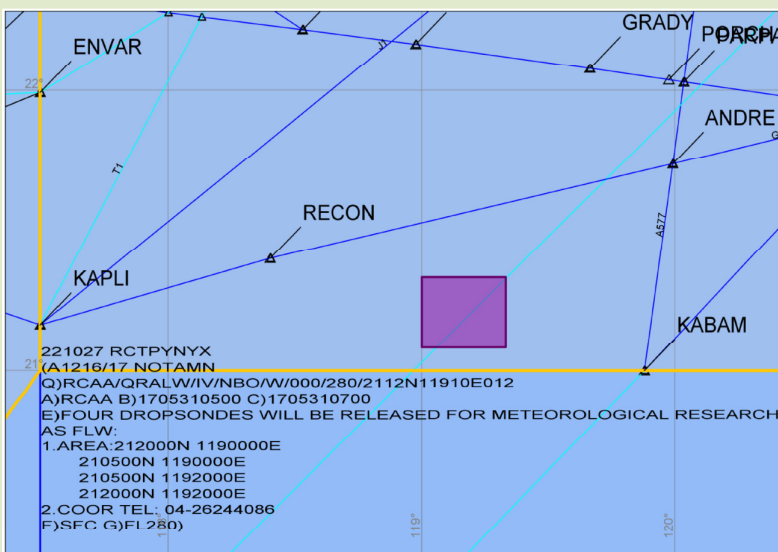 GRADY
ENVAR
22°
ANDRE
J1
T1
A577
RECON
KAPLI
KABAM
21°
221027 RCTPYNYX
(A1216/17 NOTAMN
Q)RCAA/QRALW/IV/NBO/W/000/280/2112N11910E012
A)RCAA B)1705310500 C)1705310700
E)FOUR DROPSONDES WILL BE RELEASED FOR METEOROLOGICAL RESEARCH
AS FLW:
1.AREA:212000N 1190000E
210500N 1190000E
210500N 1192000E
212000N 1192000E
2.COOR TEL: 04-26244086
F)SFC G)FL280)
119°
120°